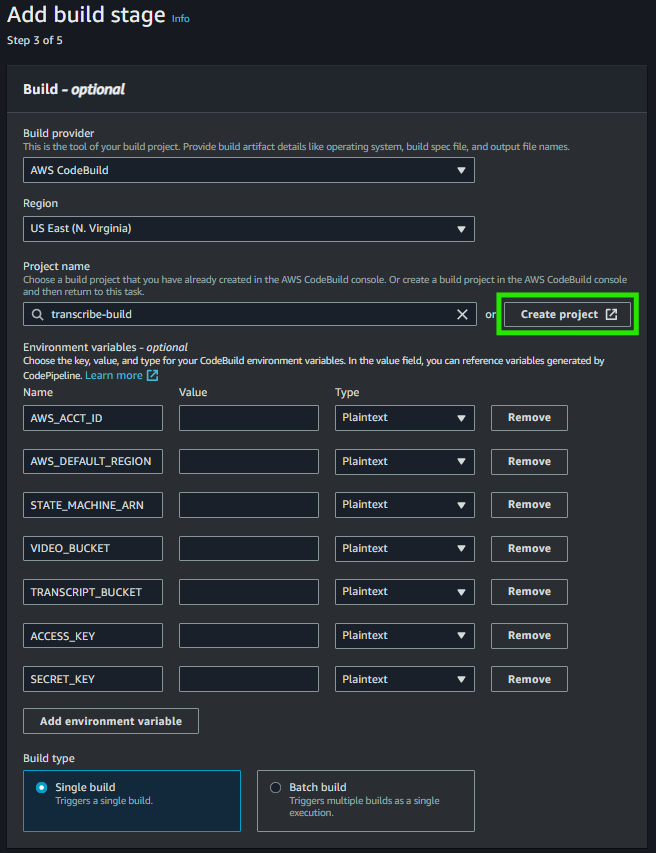 Add build stage Info
Step 3 of 5
Build - optional
Build provider
This is the tool of your build project. Provide build artifact details like operating system, build spec file, and output file names.
AWS CodeBuild
Region
US East (N. Virginia)
Project name
Choose a build project that you have already created in the AWS CodeBuild console. Or create a build project in the AWS CodeBuild console
and then return to this task.
transcribe-build or Create project
Environment variables - optional
Choose the key, value, and type for your CodeBuild environment variables. In the value field, you can reference variables generated by
CodePipeline. Learn more
Name Value Type
AWS_ACCT_ID Plaintext Remove
AWS_DEFAULT_REGION Plaintext Remove
STATE_MACHINE_ARN Plaintext Remove
VIDEO_BUCKET Plaintext Remove
TRANSCRIPT_BUCKET Plaintext Remove
ACCESS_KEY Plaintext Remove
SECRET_KEY Plaintext Remove
Add environment variable
Build type
Single build
Triggers a single build.
Batch build
Triggers multiple builds as a single
execution.